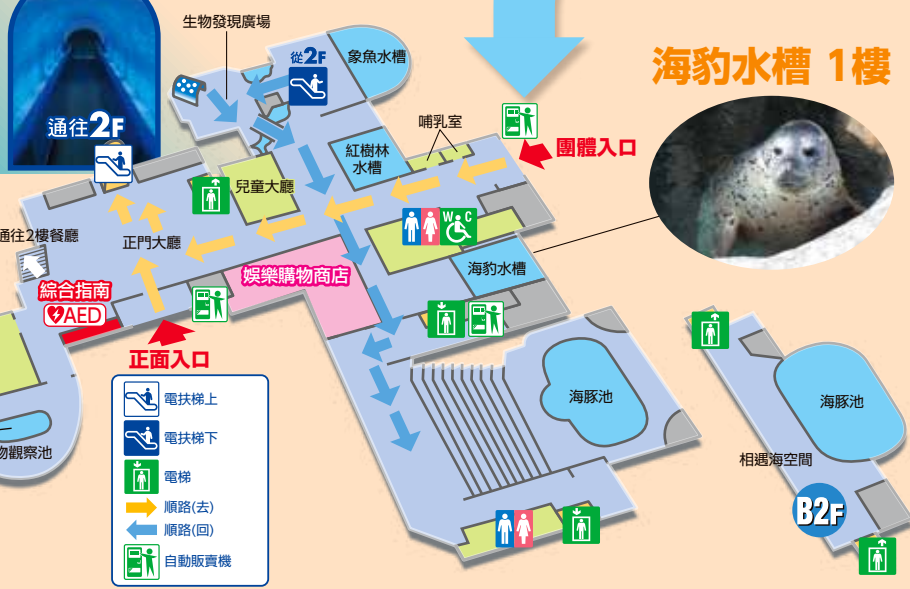 生物發現廣場
從2F
象魚水槽
海豹水槽 1樓
通往2F
哺乳室
團體入口
紅樹林
水槽
兒童大廳
WC
通往2樓餐廳
正門大廳
海豹水槽
娛樂購物商店
綜合指南
AED
正面入口
電扶梯上
電扶梯下
電梯
順路(去)
順路(回)
自動販賣機
海豚池
海豚池
物觀察池
相遇海空間
B2F